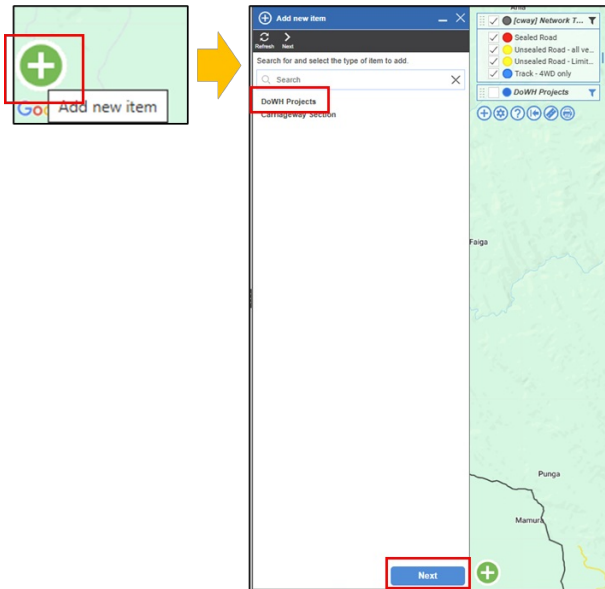 Goo
Add new item
Add new item
Refresh
Next
Search for and select the type of item to add.
Search
DoWH Projects
Carriageway Section
Next
[cway] Network T...
Sealed Road
Unsealed Road - all ve...
Unsealed Road - Limit...
Track - 4WD only
DoWH Projects
Faiga
Punga
Mamura